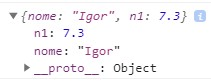 ▼ {nome: "Igor", n1: 7.3} i
n1: 7.3
nome: "Igor"
▶ __proto__: Object